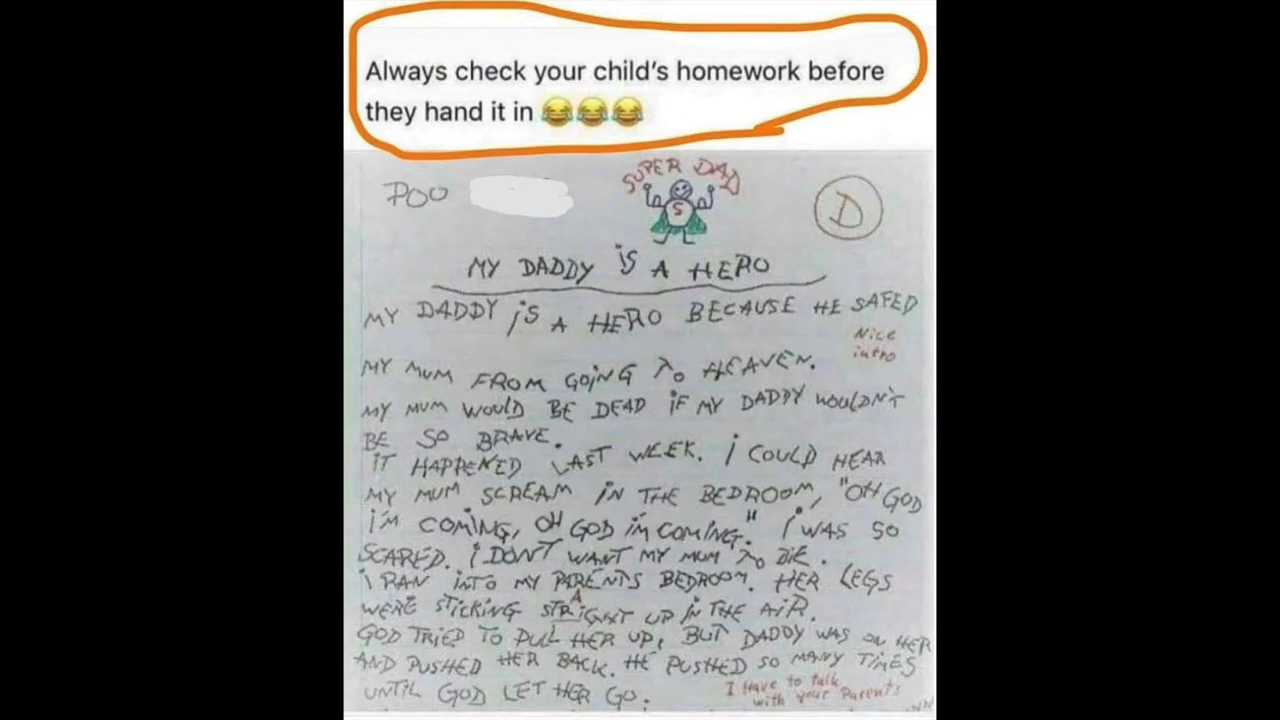 Always check your child's homework before
they hand it in 😂😂😂
SUPER DAD
S
POO
D
MY DADDY iS A HERO
MY DADDY iS A HERO BECAUSE HE SAFED
Nice
intro
MY MUM FROM GOiNG TO HEAVEN.
MY MUM WOULD BE DEAD iF MY DADDY WOULDN'T
BE SO BRAVE.
iT HAPPENED LAST WEEK. i COULD HEAR
MY MUM SCREAM iN THE BEDROOM, "OH GOD
i'M COMiNG, OH GOD iM COMiNG." i WAS SO
SCARED. i DON'T WANT MY MUM TO DiE.
i RAN iNTO MY PARENTS BEDROOM. HER LEGS
A
WERE STiCKiNG STRiGHT UP iN THE AiR.
GOD TRiED TO PULL HER UP, BUT DADDY WAS ON HER
AND PUSHED HER BACK. HE PUSHED SO MANY TiMES
UNTiL GOD LET HER GO.
I Have to talk
with your Parents